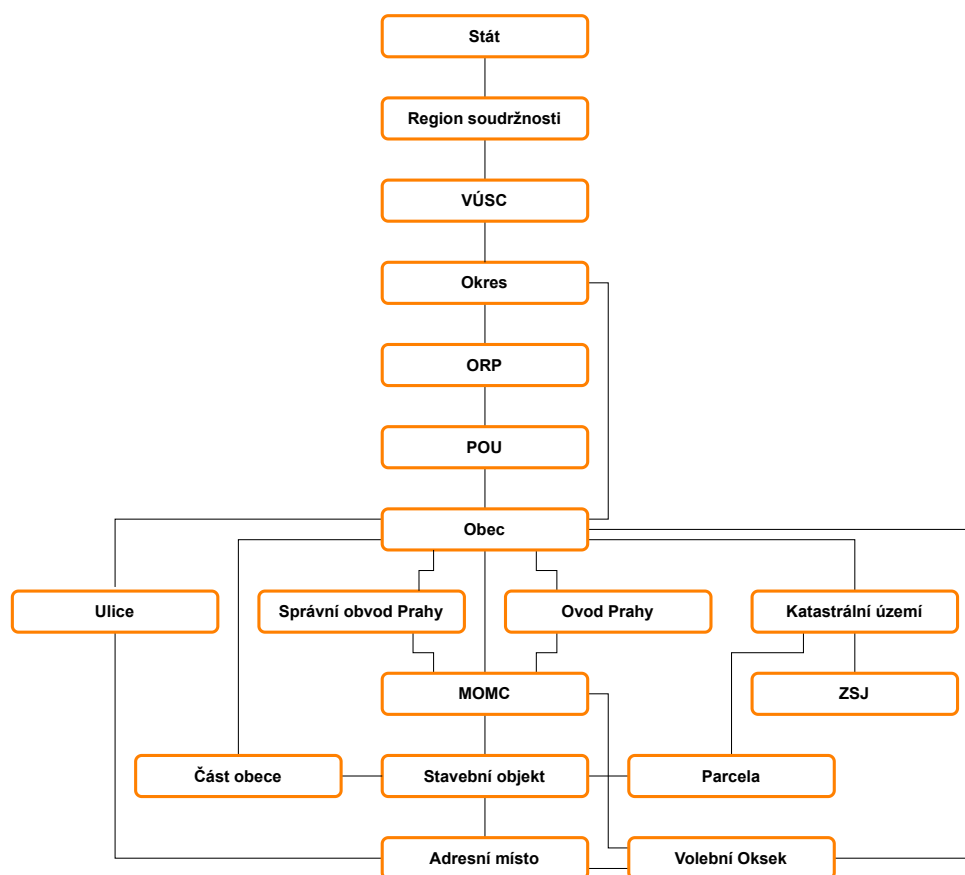 Stát
Region soudržnosti
VÚSC
Okres
ORP
POU
Obec
Ulice
Správní obvod Prahy
Ovod Prahy
Katastrální území
MOMC
ZSJ
Část obece
Stavební objekt
Parcela
Adresní místo
Volební Oksek